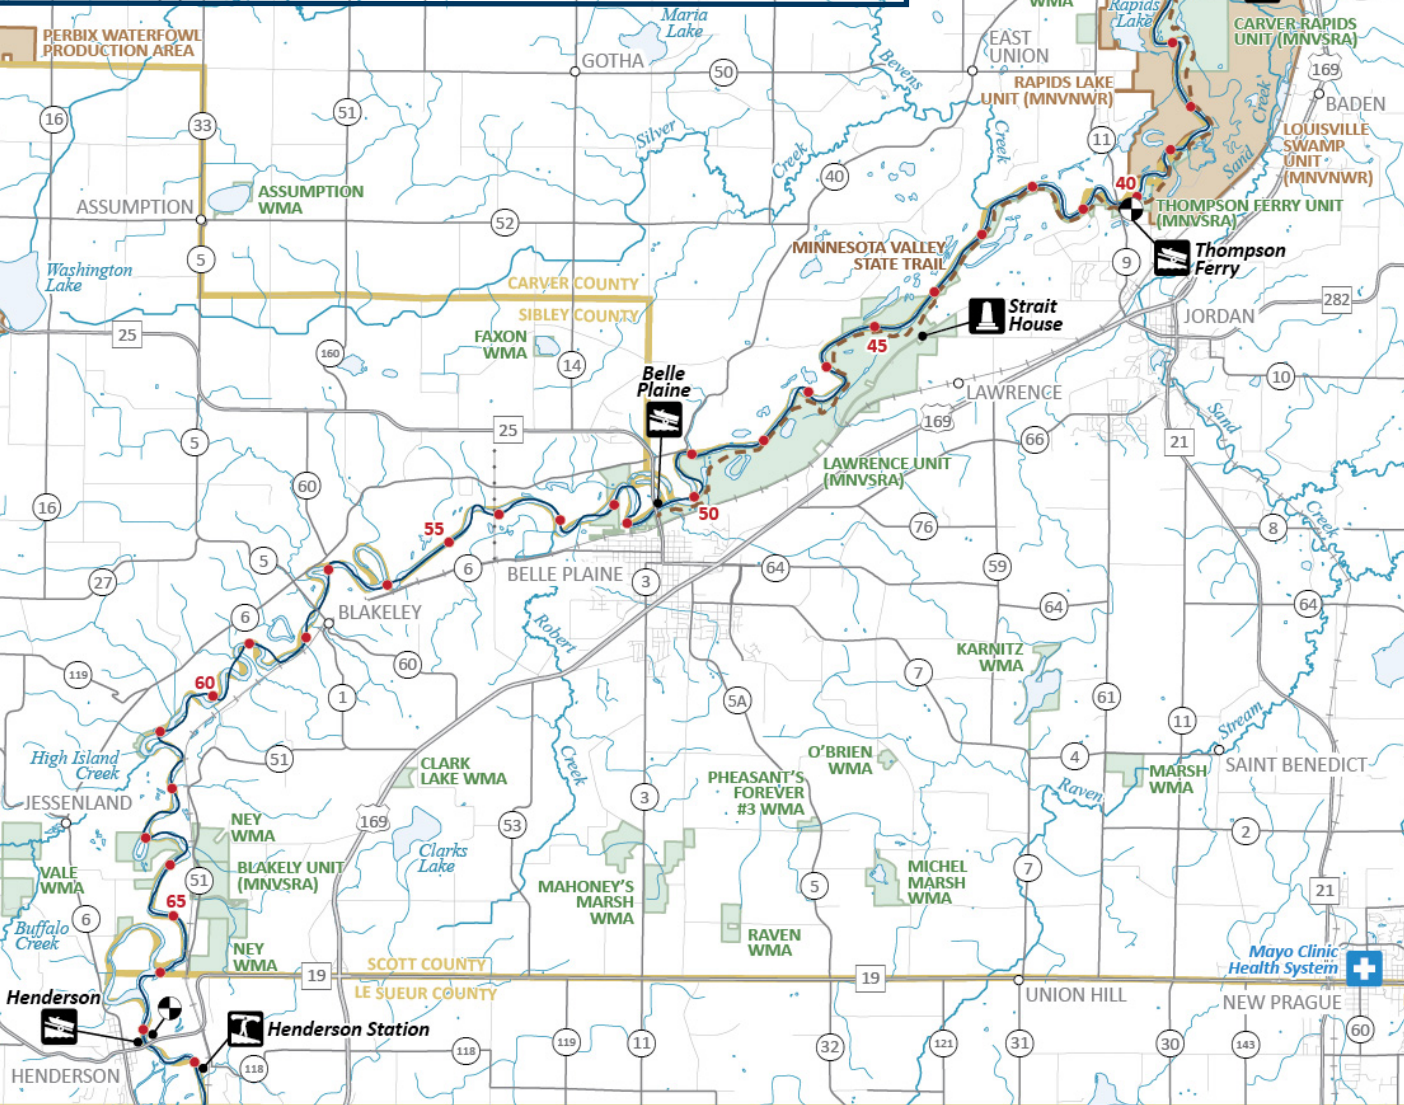 WMA
Rapids
Lake
CARVER RAPIDS
UNIT (MNVSRA)
Maria
Lake
PERBIX WATERFOWL
PRODUCTION AREA
EAST
UNION
GOTHA
50
Bevens
Creek
169
RAPIDS LAKE
UNIT (MNVNWR)
BADEN
16
33
51
11
Creek
Sand
LOUISVILLE
SWAMP
UNIT
(MNVNWR)
Silver
Creek
40
40
ASSUMPTION
WMA
ASSUMPTION
52
THOMPSON FERRY UNIT
(MNVSRA)
MINNESOTA VALLEY
STATE TRAIL
Thompson
Ferry
5
9
Washington
Lake
CARVER COUNTY
SIBLEY COUNTY
282
Strait
House
JORDAN
25
FAXON
WMA
45
160
14
Belle
Plaine
10
LAWRENCE
169
Sand
Creek
25
5
66
21
LAWRENCE UNIT
(MNVSRA)
60
16
50
55
76
8
5
6
BELLE PLAINE
3
64
59
27
BLAKELEY
6
64
64
Robert
Creek
60
KARNITZ
WMA
119
7
60
1
5A
61
11
Stream
High Island
Creek
51
CLARK
LAKE WMA
O'BRIEN
WMA
4
SAINT BENEDICT
MARSH
WMA
PHEASANT'S
FOREVER
#3 WMA
Raven
JESSENLAND
3
NEY
WMA
169
53
2
Clarks
Lake
VALE
WMA
BLAKELY UNIT
(MNVSRA)
51
MICHEL
MARSH
WMA
7
MAHONEY'S
MARSH
WMA
5
21
65
6
Buffalo
Creek
RAVEN
WMA
NEY
WMA
SCOTT COUNTY
LE SUEUR COUNTY
19
19
Mayo Clinic
Health System
UNION HILL
NEW PRAGUE
Henderson
Henderson Station
60
HENDERSON
118
118
119
11
32
121
31
30
143